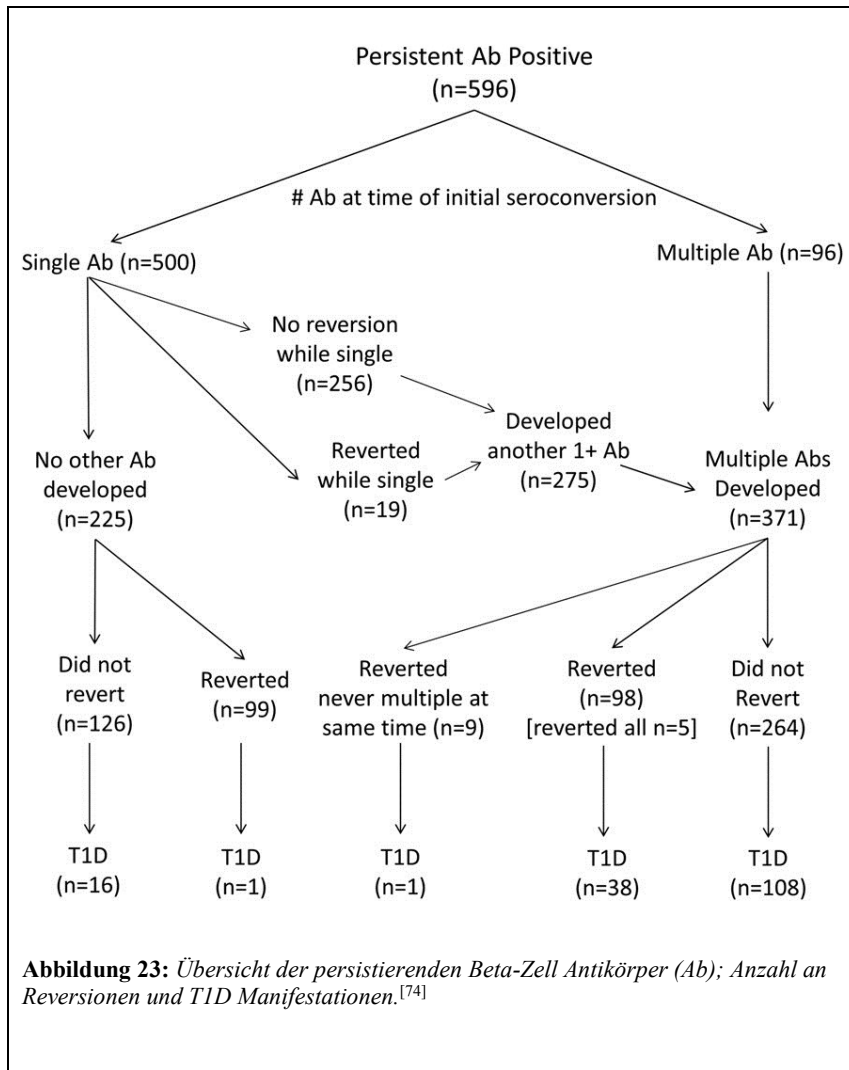 Persistent Ab Positive
(n=596)
# Ab at time of initial seroconversion
Single Ab (n=500)
Multiple Ab (n=96)
No reversion
while single
(n=256)
Developed
another 1+ Ab
(n=275)
Reverted
while single
(n=19)
No other Ab
developed
(n=225)
Multiple Abs
Developed
(n=371)
Did not
revert
(n=126)
Reverted
(n=99)
Reverted
never multiple at
same time (n=9)
Reverted
(n=98)
[reverted all n=5]
Did not
Revert
(n=264)
T1D
(n=16)
T1D
(n=1)
T1D
(n=1)
T1D
(n=38)
T1D
(n=108)
Abbildung 23: Übersicht der persistierenden Beta-Zell Antikörper (Ab); Anzahl an
Reversionen und T1D Manifestationen.[74]